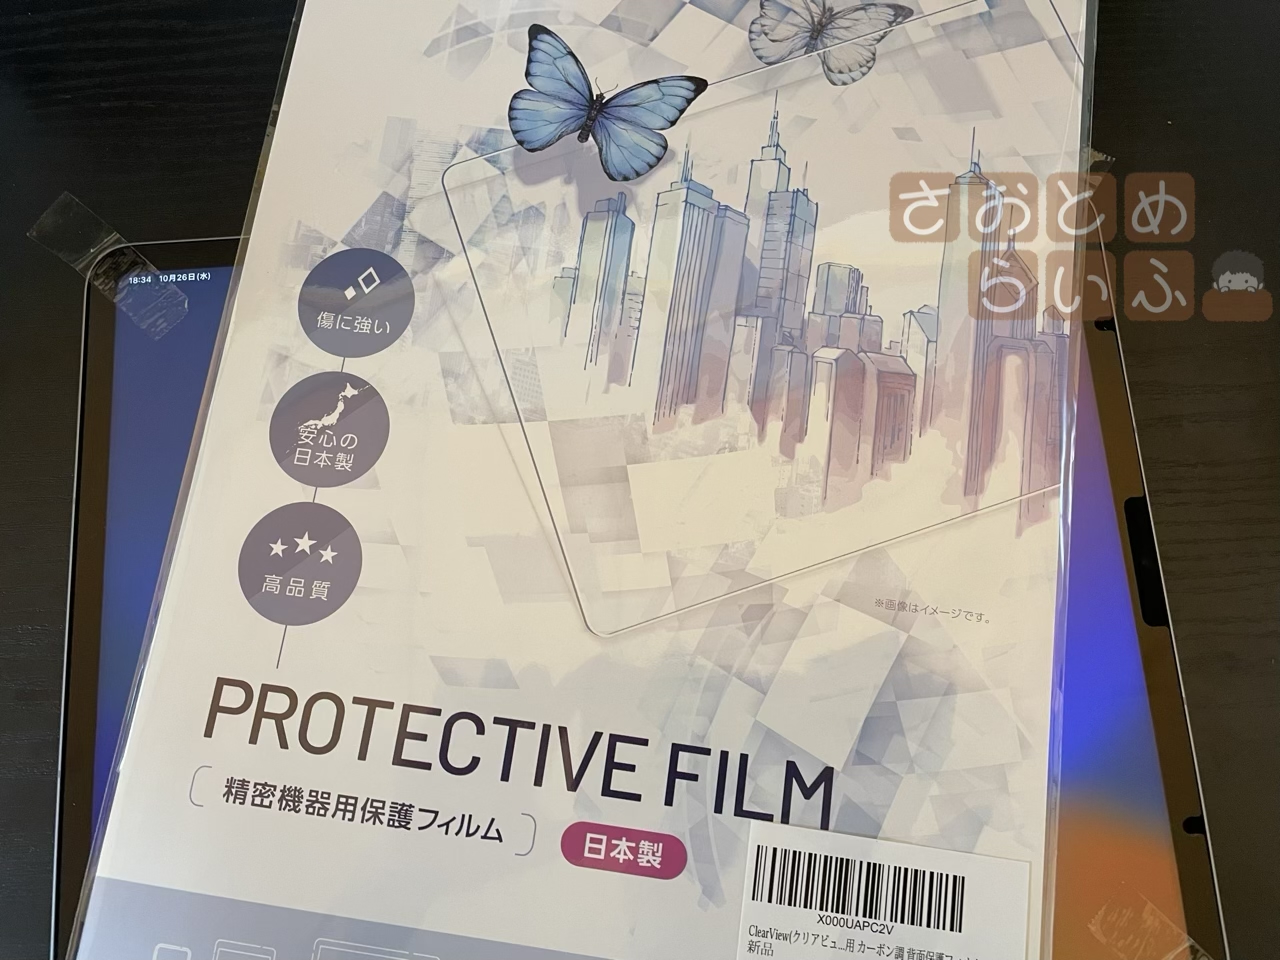 18:34 10月26日(水)
さおとめ
らいふ
傷に強い
安心の
日本製
高品質
※画像はイメージです。
PROTECTIVE FILM
精密機器用保護フィルム
日本製
X000UAPC2V
ClearView(クリアビュ...用 カーボン調 背面保護フィ
新品